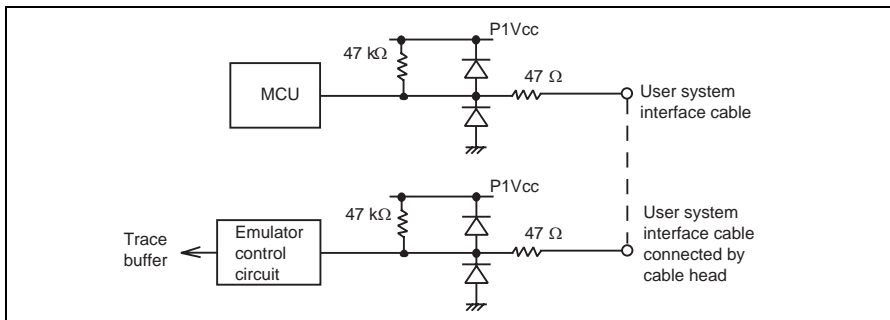 P1Vcc
47 kΩ
47 Ω
MCU
User system
interface cable
P1Vcc
47 kΩ
47 Ω
Trace
buffer
Emulator
control
circuit
User system
interface cable
connected by
cable head